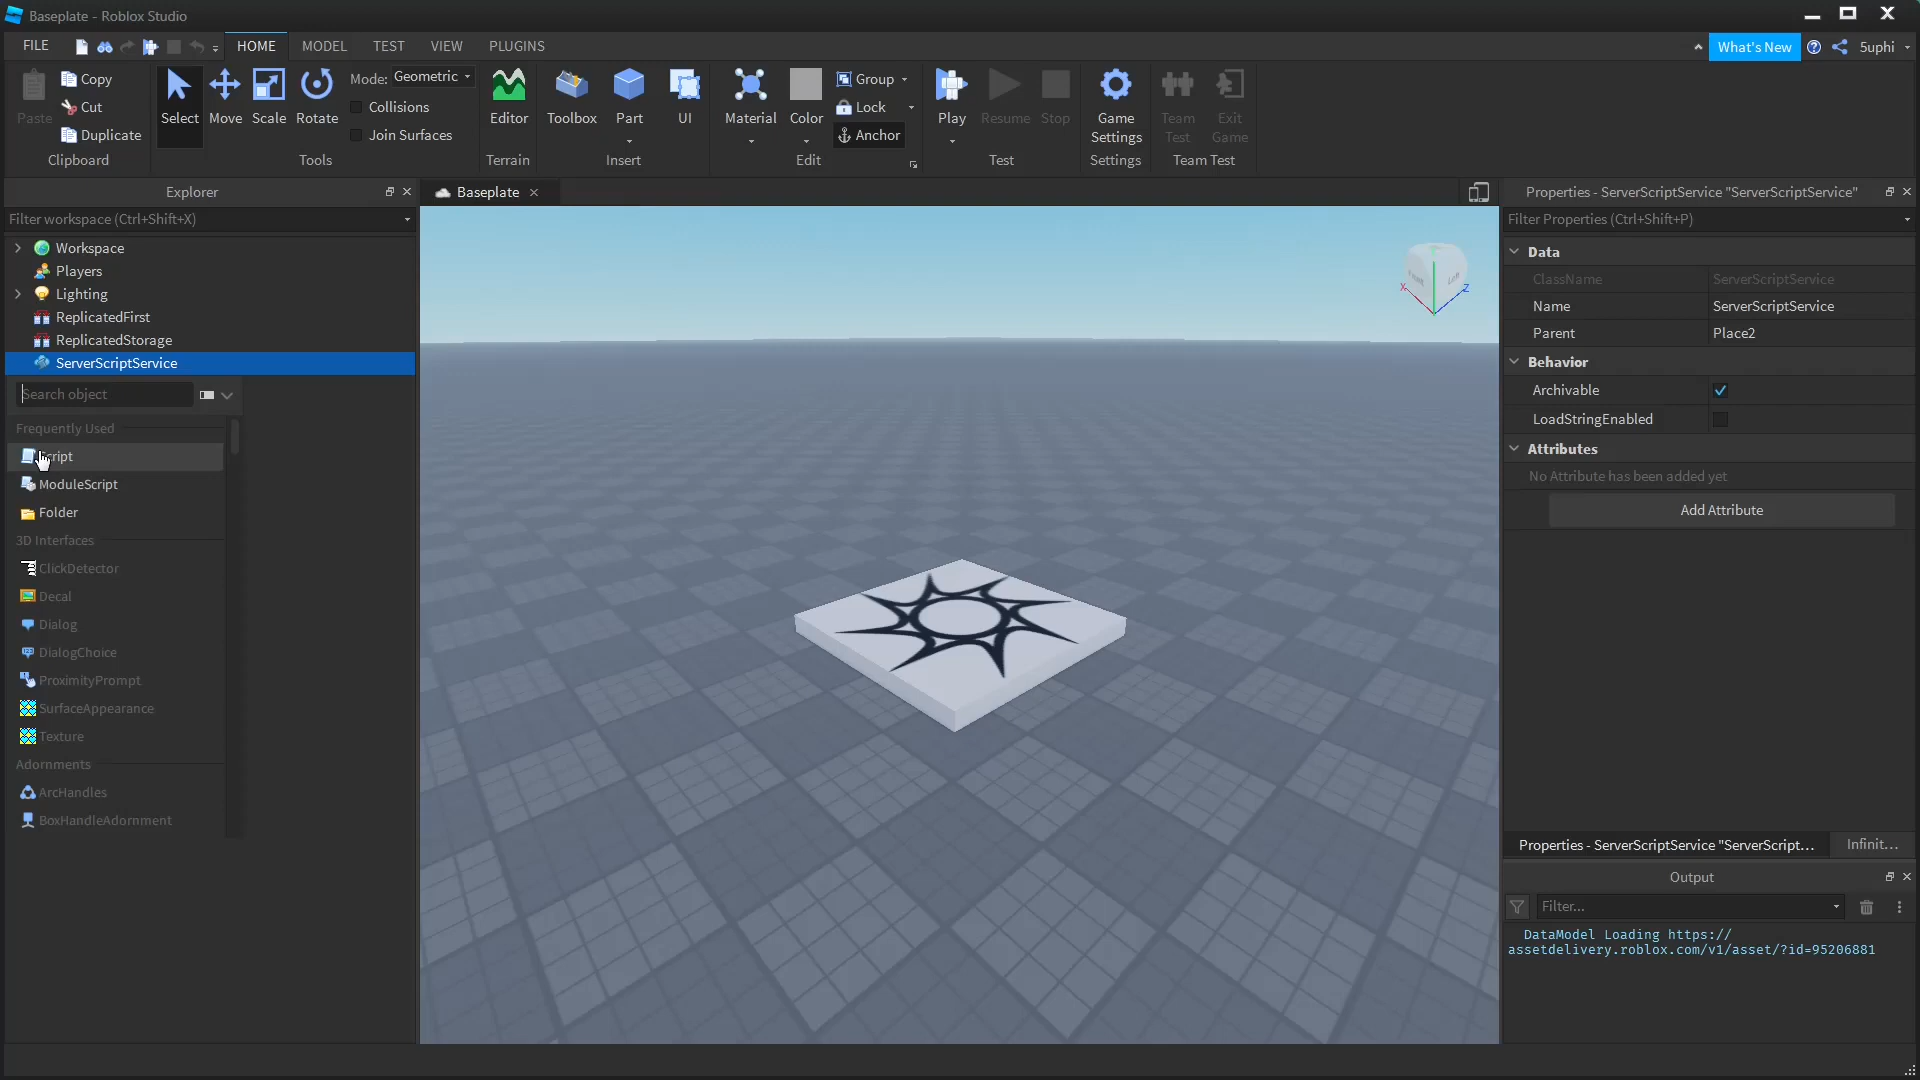 Baseplate - Roblox Studio
FILE
HOME
MODEL
TEST
VIEW
PLUGINS
What's New
5uphi
Paste
Copy
Cut
Duplicate
Clipboard
Select
Move
Scale
Rotate
Mode:
Geometric
Collisions
Join Surfaces
Tools
Editor
Terrain
Toolbox
Part
UI
Insert
Material
Color
Group
Lock
Anchor
Edit
Play
Resume
Stop
Test
Game
Settings
Settings
Team
Test
Exit
Game
Team Test
Explorer
Filter workspace (Ctrl+Shift+X)
Workspace
Players
Lighting
ReplicatedFirst
ReplicatedStorage
ServerScriptService
Search object
Frequently Used
Script
ModuleScript
Folder
3D Interfaces
ClickDetector
Decal
Dialog
DialogChoice
ProximityPrompt
SurfaceAppearance
Texture
Adornments
ArcHandles
BoxHandleAdornment
Baseplate
X
Z
Properties - ServerScriptService "ServerScriptService"
Filter Properties (Ctrl+Shift+P)
Data
ClassName
ServerScriptService
Name
ServerScriptService
Parent
Place2
Behavior
Archivable
LoadStringEnabled
Attributes
No Attribute has been added yet
Add Attribute
Properties - ServerScriptService "ServerScript...
Infinit...
Output
Filter...
DataModel Loading https://
assetdelivery.roblox.com/v1/asset/?id=95206881